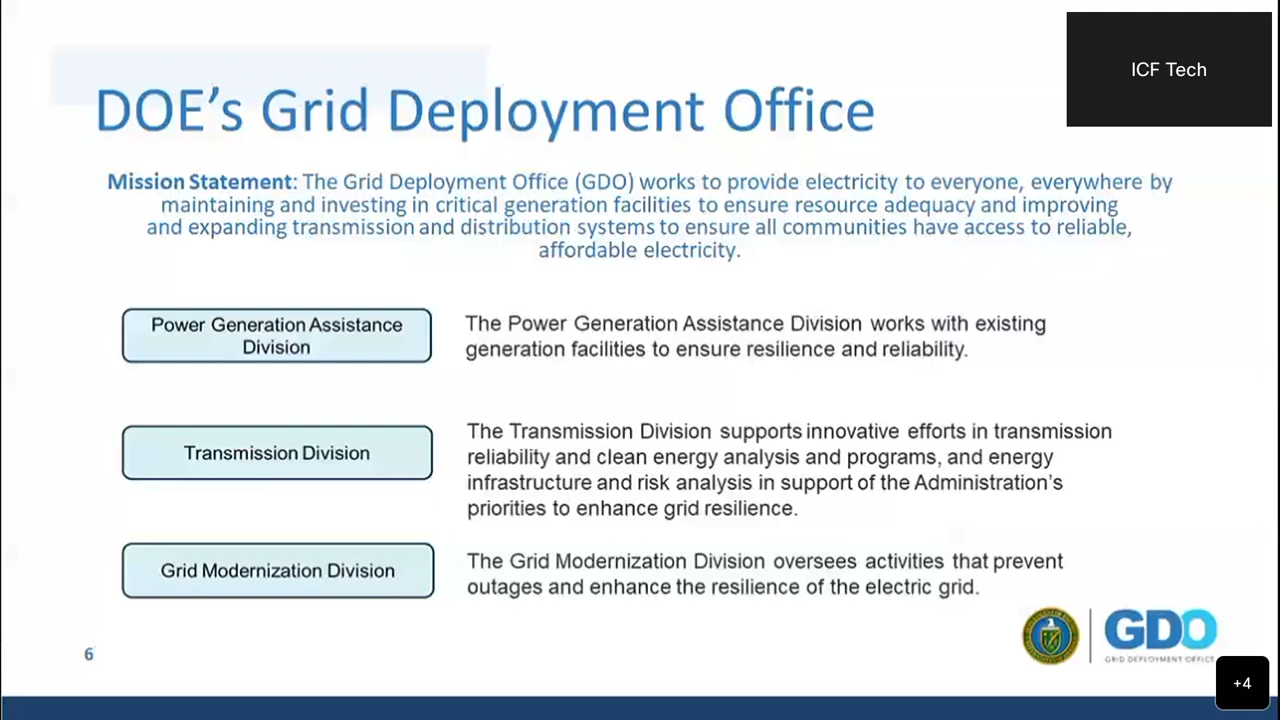 ICF Tech
DOE's Grid Deployment Office
Mission Statement: The Grid Deployment Office (GDO) works to provide electricity to everyone, everywhere by
maintaining and investing in critical generation facilities to ensure resource adequacy and improving
and expanding transmission and distribution systems to ensure all communities have access to reliable,
affordable electricity.
Power Generation Assistance
Division
The Power Generation Assistance Division works with existing
generation facilities to ensure resilience and reliability.
Transmission Division
The Transmission Division supports innovative efforts in transmission
reliability and clean energy analysis and programs, and energy
infrastructure and risk analysis in support of the Administration's
priorities to enhance grid resilience.
Grid Modernization Division
The Grid Modernization Division oversees activities that prevent
outages and enhance the resilience of the electric grid.
GDO
GRID DEPLOYMENT OFFICE
6
+4